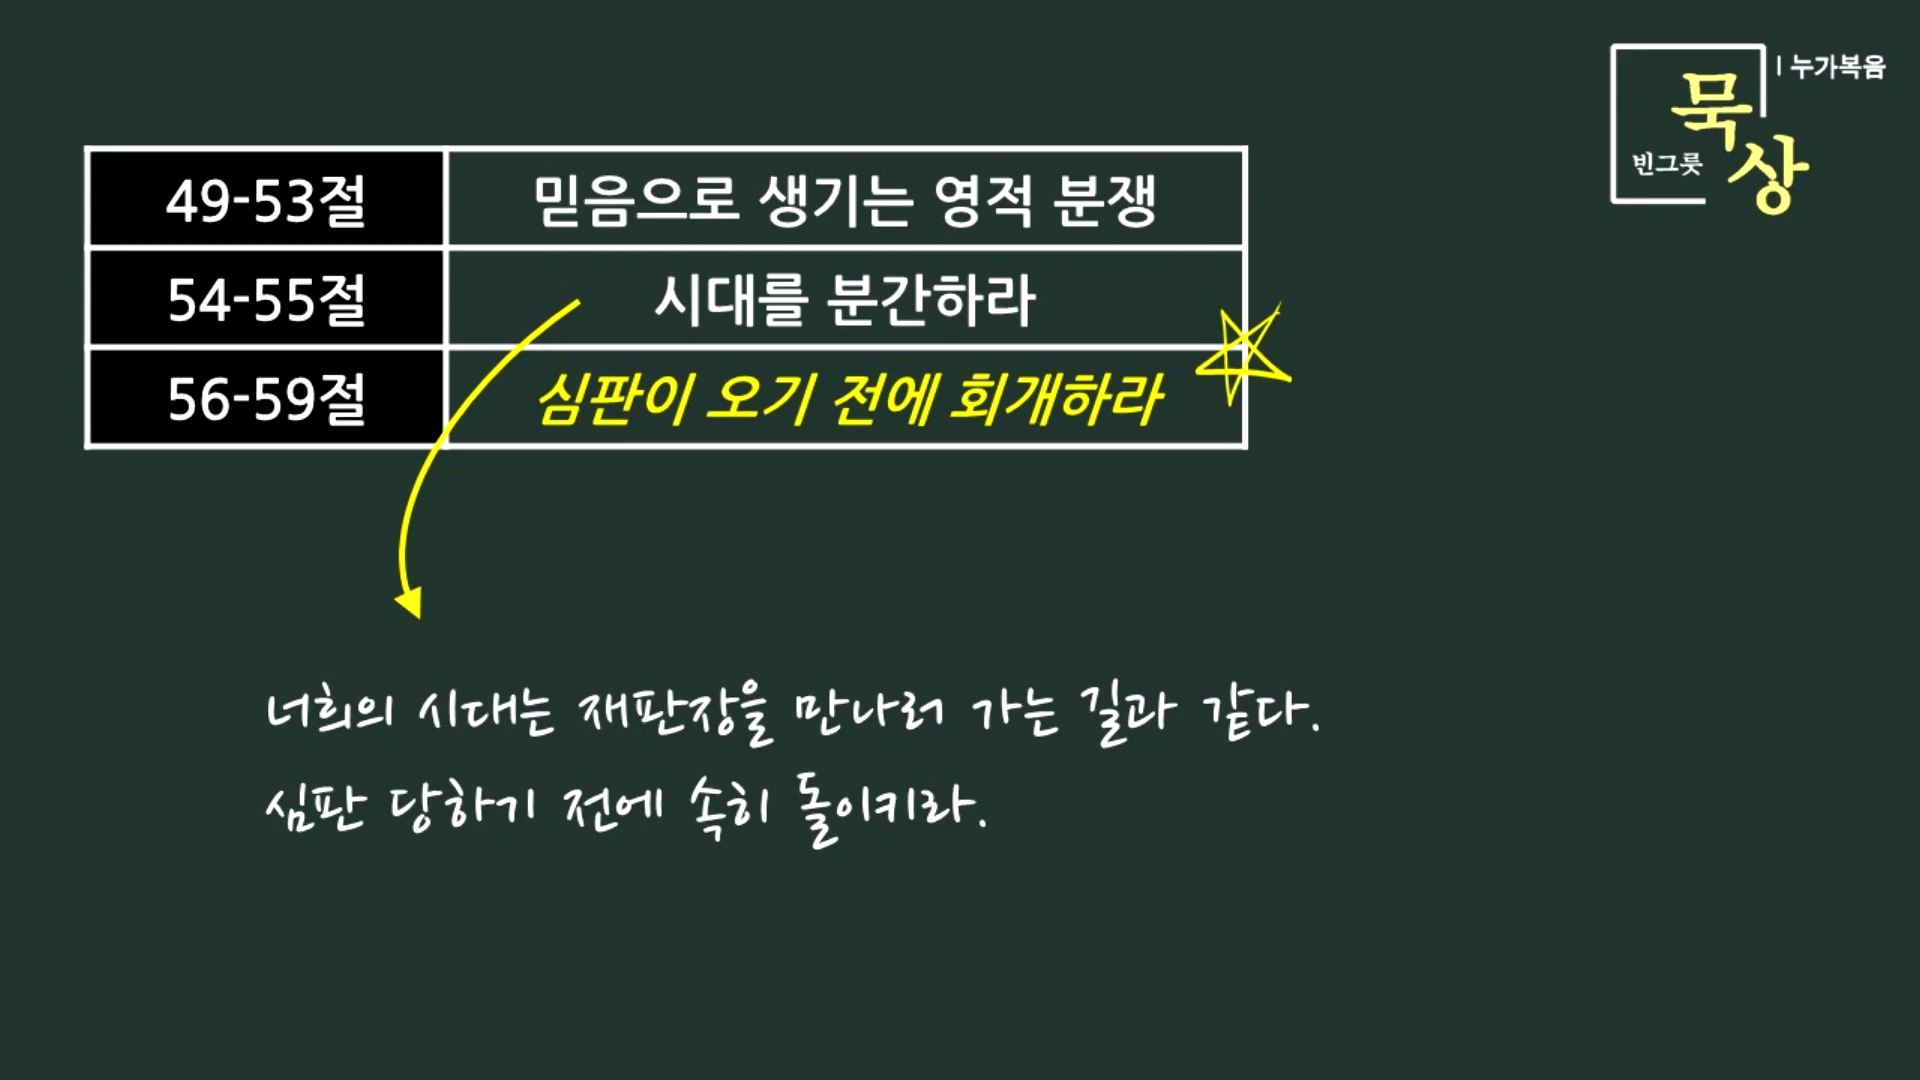 | 누가복음
묵상
빈그릇
49-53절 믿음으로 생기는 영적 분쟁
54-55절 시대를 분간하라
56-59절 심판이 오기 전에 회개하라
너희의 시대는 재판장을 만나러 가는 길과 같다.
심판 당하기 전에 속히 돌이키라.